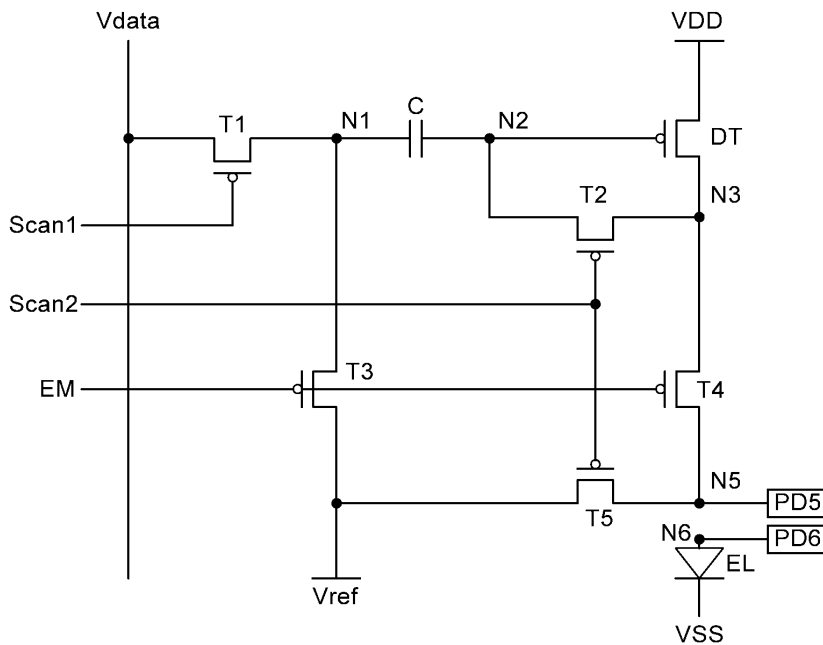 Vdata
VDD
C
T1
N1
N2
DT
T2
N3
Scan1
Scan2
T3
EM
T4
N5
PD5
T5
N6
PD6
EL
Vref
VSS